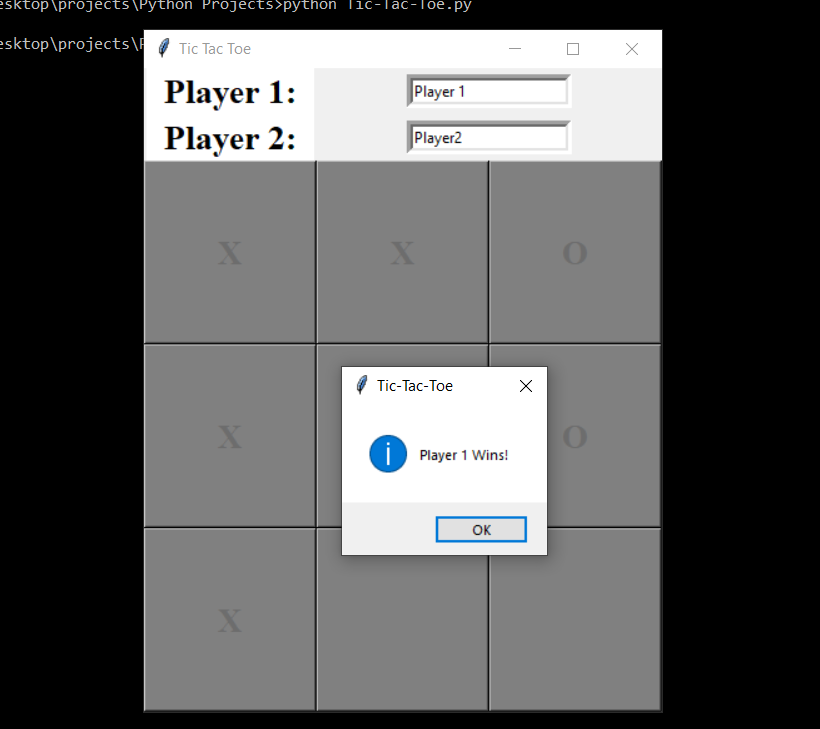 esktop\projects\Python Projects>python Tic-Tac-Toe.py
esktop\projects\P
Tic Tac Toe
Player 1: Player 1
Player 2: Player2
X X O
Tic-Tac-Toe
X O
Player 1 Wins!
OK
X